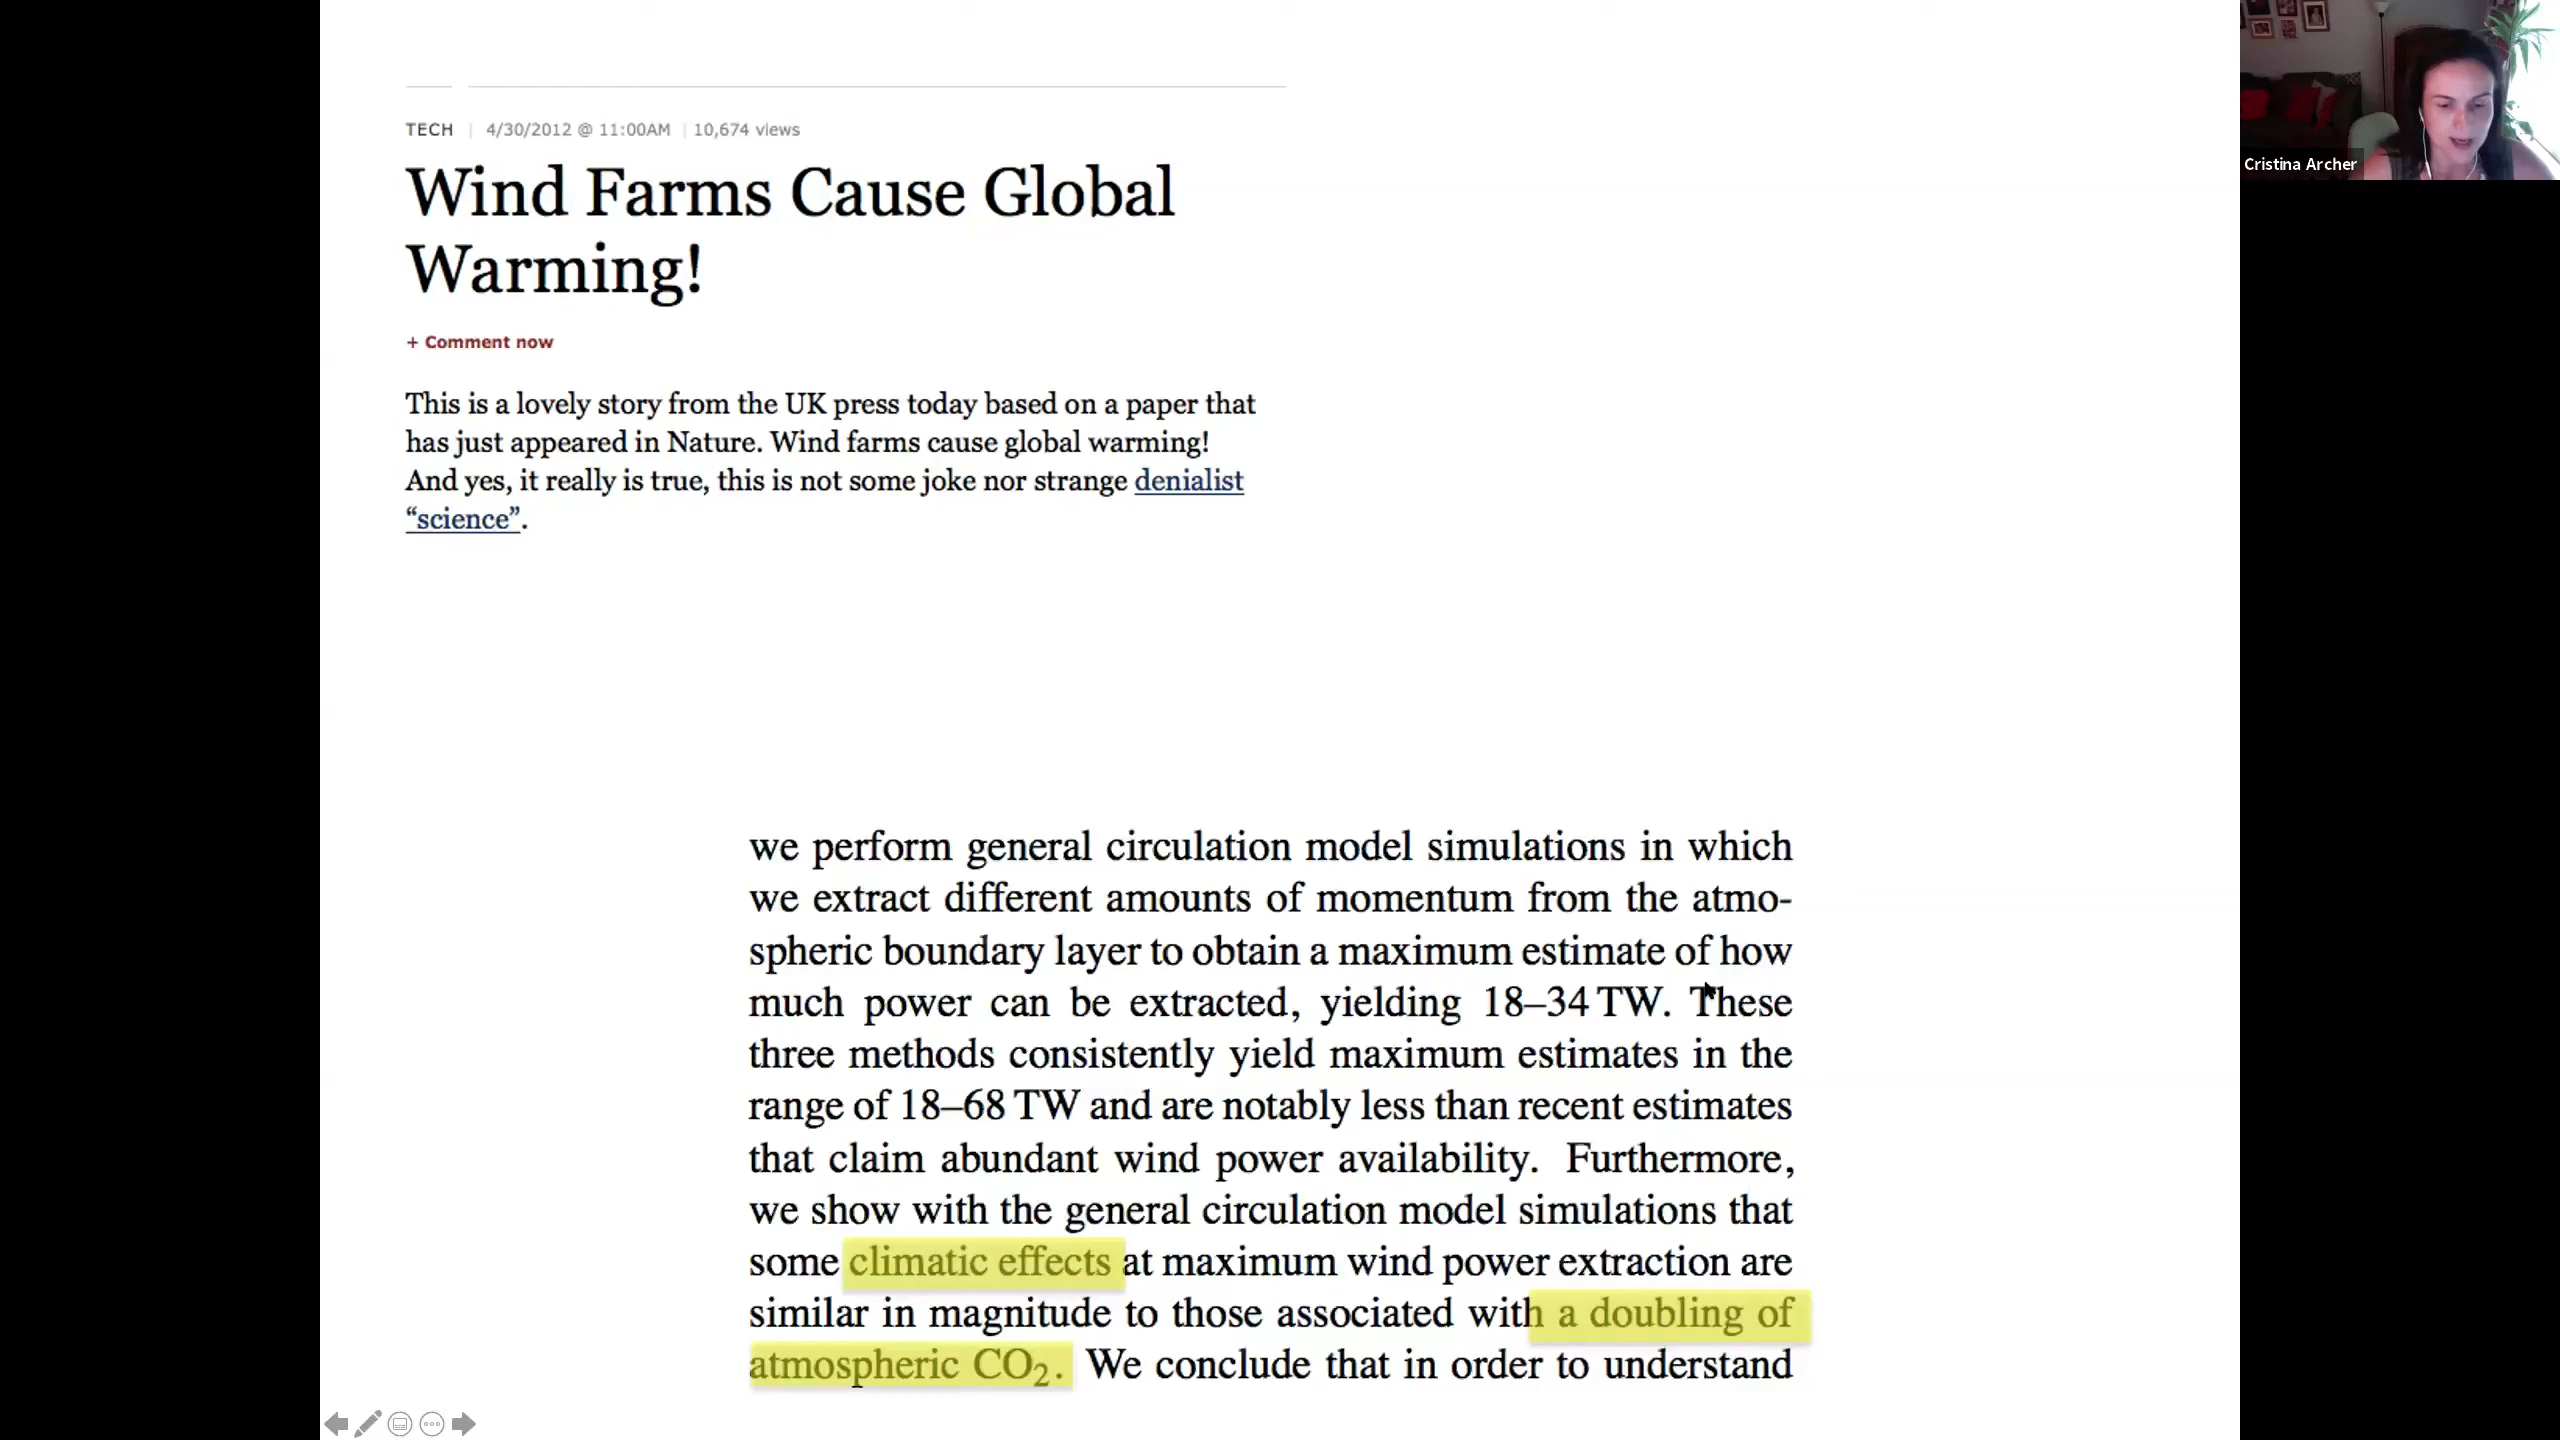 TECH | 4/30/2012 @ 11:00AM | 10,674 views
Wind Farms Cause Global
Warming!
+ Comment now
This is a lovely story from the UK press today based on a paper that
has just appeared in Nature. Wind farms cause global warming!
And yes, it really is true, this is not some joke nor strange denialist
“science”.
Cristina Archer
we perform general circulation model simulations in which
we extract different amounts of momentum from the atmo-
spheric boundary layer to obtain a maximum estimate of how
much power can be extracted, yielding 18–34 TW. These
three methods consistently yield maximum estimates in the
range of 18–68 TW and are notably less than recent estimates
that claim abundant wind power availability. Furthermore,
we show with the general circulation model simulations that
some climatic effects at maximum wind power extraction are
similar in magnitude to those associated with a doubling of
atmospheric CO₂. We conclude that in order to understand